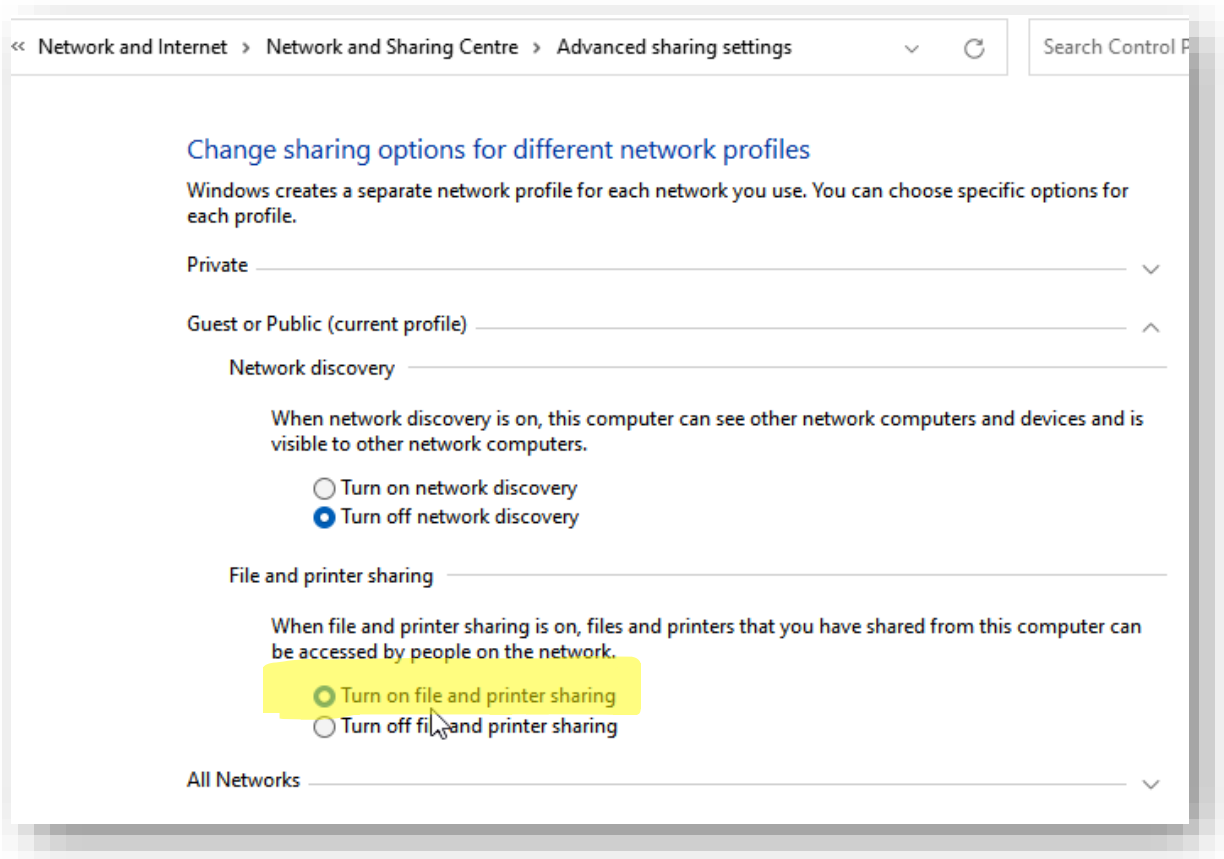 « Network and Internet > Network and Sharing Centre > Advanced sharing settings
Search Control P
Change sharing options for different network profiles
Windows creates a separate network profile for each network you use. You can choose specific options for
each profile.
Private
Guest or Public (current profile)
Network discovery
When network discovery is on, this computer can see other network computers and devices and is
visible to other network computers.
Turn on network discovery
Turn off network discovery
File and printer sharing
When file and printer sharing is on, files and printers that you have shared from this computer can
be accessed by people on the network.
Turn on file and printer sharing
Turn off file and printer sharing
All Networks